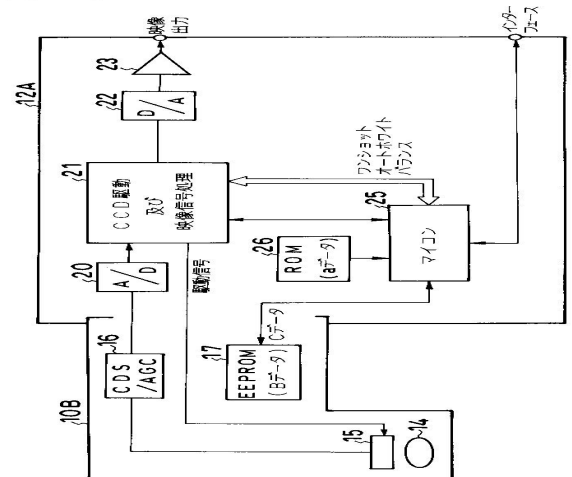 12A
映像
出力
23
22
D/A
インター
フェース
21
CCD駆動
及び
映像信号処理
ワンショット
オートホワイト
バランス
25
マイコン
20
A/D
駆動信号
26
ROM
(aデータ)
16
CDS
/AGC
17
EEPROM
(Bデータ)
Cデータ
10B
15
14